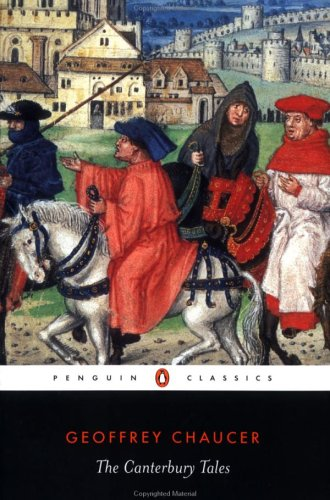 PENGUIN CLASSICS
GEOFFREY CHAUCER
The Canterbury Tales